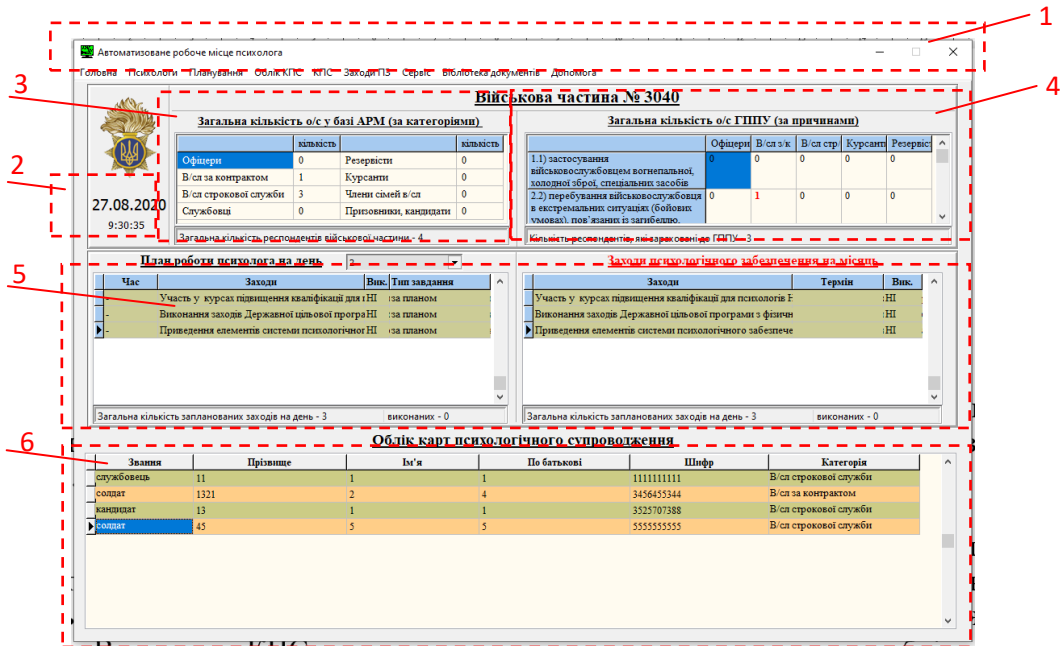 1
Автоматизоване робоче місце психолога
Головна Психологи Планування Облік КПС КПС Заходи ПЗ Сервіс Бібліотека документів Допомога
3
4
Військова частина № 3040
Загальна кількість о/с у базі АРМ (за категоріями)
кількість кількість
Офіцери 0 Резервісти 0
В/сл за контрактом 1 Курсанти 0
В/сл строкової служби 3 Члени сімей в/сл 0
Службовці 0 Призовники, кандидати 0
Загальна кількість респондентів військової частини - 4
Загальна кількість о/с ГППУ (за причинами)
Офіцери В/сл з/к В/сл стр/ Курсант Резервіс
1.1) застосування 0 0 0 0 0
військовослужбовцем вогнепальної,
холодної зброї, спеціальних засобів
2.2) перебування військовослужбовця 0 1 0 0 0
в екстремальних ситуаціях (бойових
умовах), пов'язаних із загибеллю,
Кількість респондентів, які зараховані до ГППУ - 3
2
27.08.2020
9:30:35
5
План роботи психолога на день
Час Заходи Вик. Тип завдання
- Участь у курсах підвищення кваліфікації для НІ за планом
Виконання заходів Державної цільової програ НІ за планом
- Приведення елементів системи психологічног НІ за планом
Загальна кількість запланованих заходів на день - 3 виконаних - 0
Заходи психологічного забезпечення на місяць
Заходи Термін Вик.
Участь у курсах підвищення кваліфікації для психологів Н НІ
Виконання заходів Державної цільової програми з фізичн НІ
Приведення елементів системи психологічного забезпече НІ
Загальна кількість запланованих заходів на день - 3 виконаних - 0
6
Облік карт психологічного супроводження
Звання Прізвище Ім'я По батькові Шифр Категорія
службовець 11 1 1 1111111111 В/сл строкової служби
солдат 1321 2 4 3456455344 В/сл за контрактом
кандидат 13 1 1 3525707388 В/сл строкової служби
солдат 45 5 5 5555555555 В/сл строкової служби